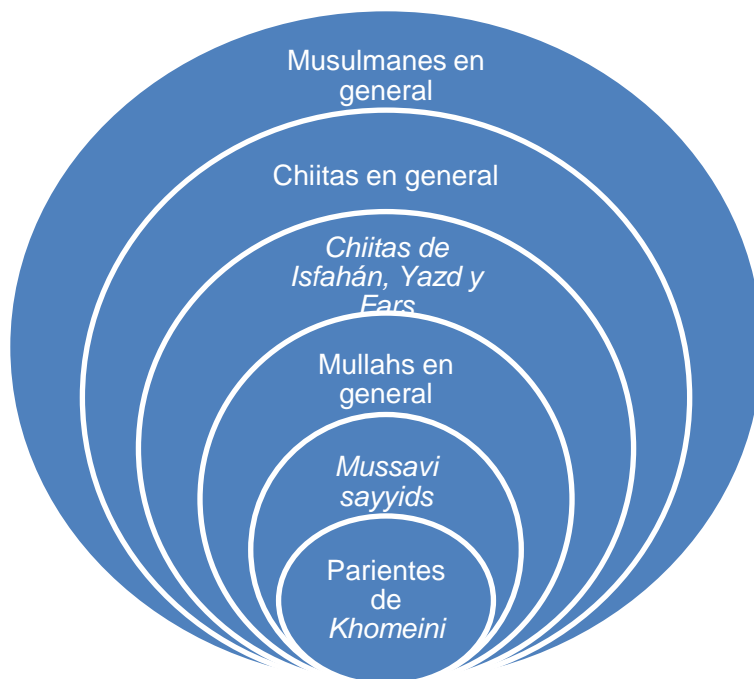 Musulmanes en
general
Chiitas en general
Chiitas de
Isfahán, Yazd y
Fars
Mullahs en
general
Mussavi
sayyids
Parientes
de
Khomeini